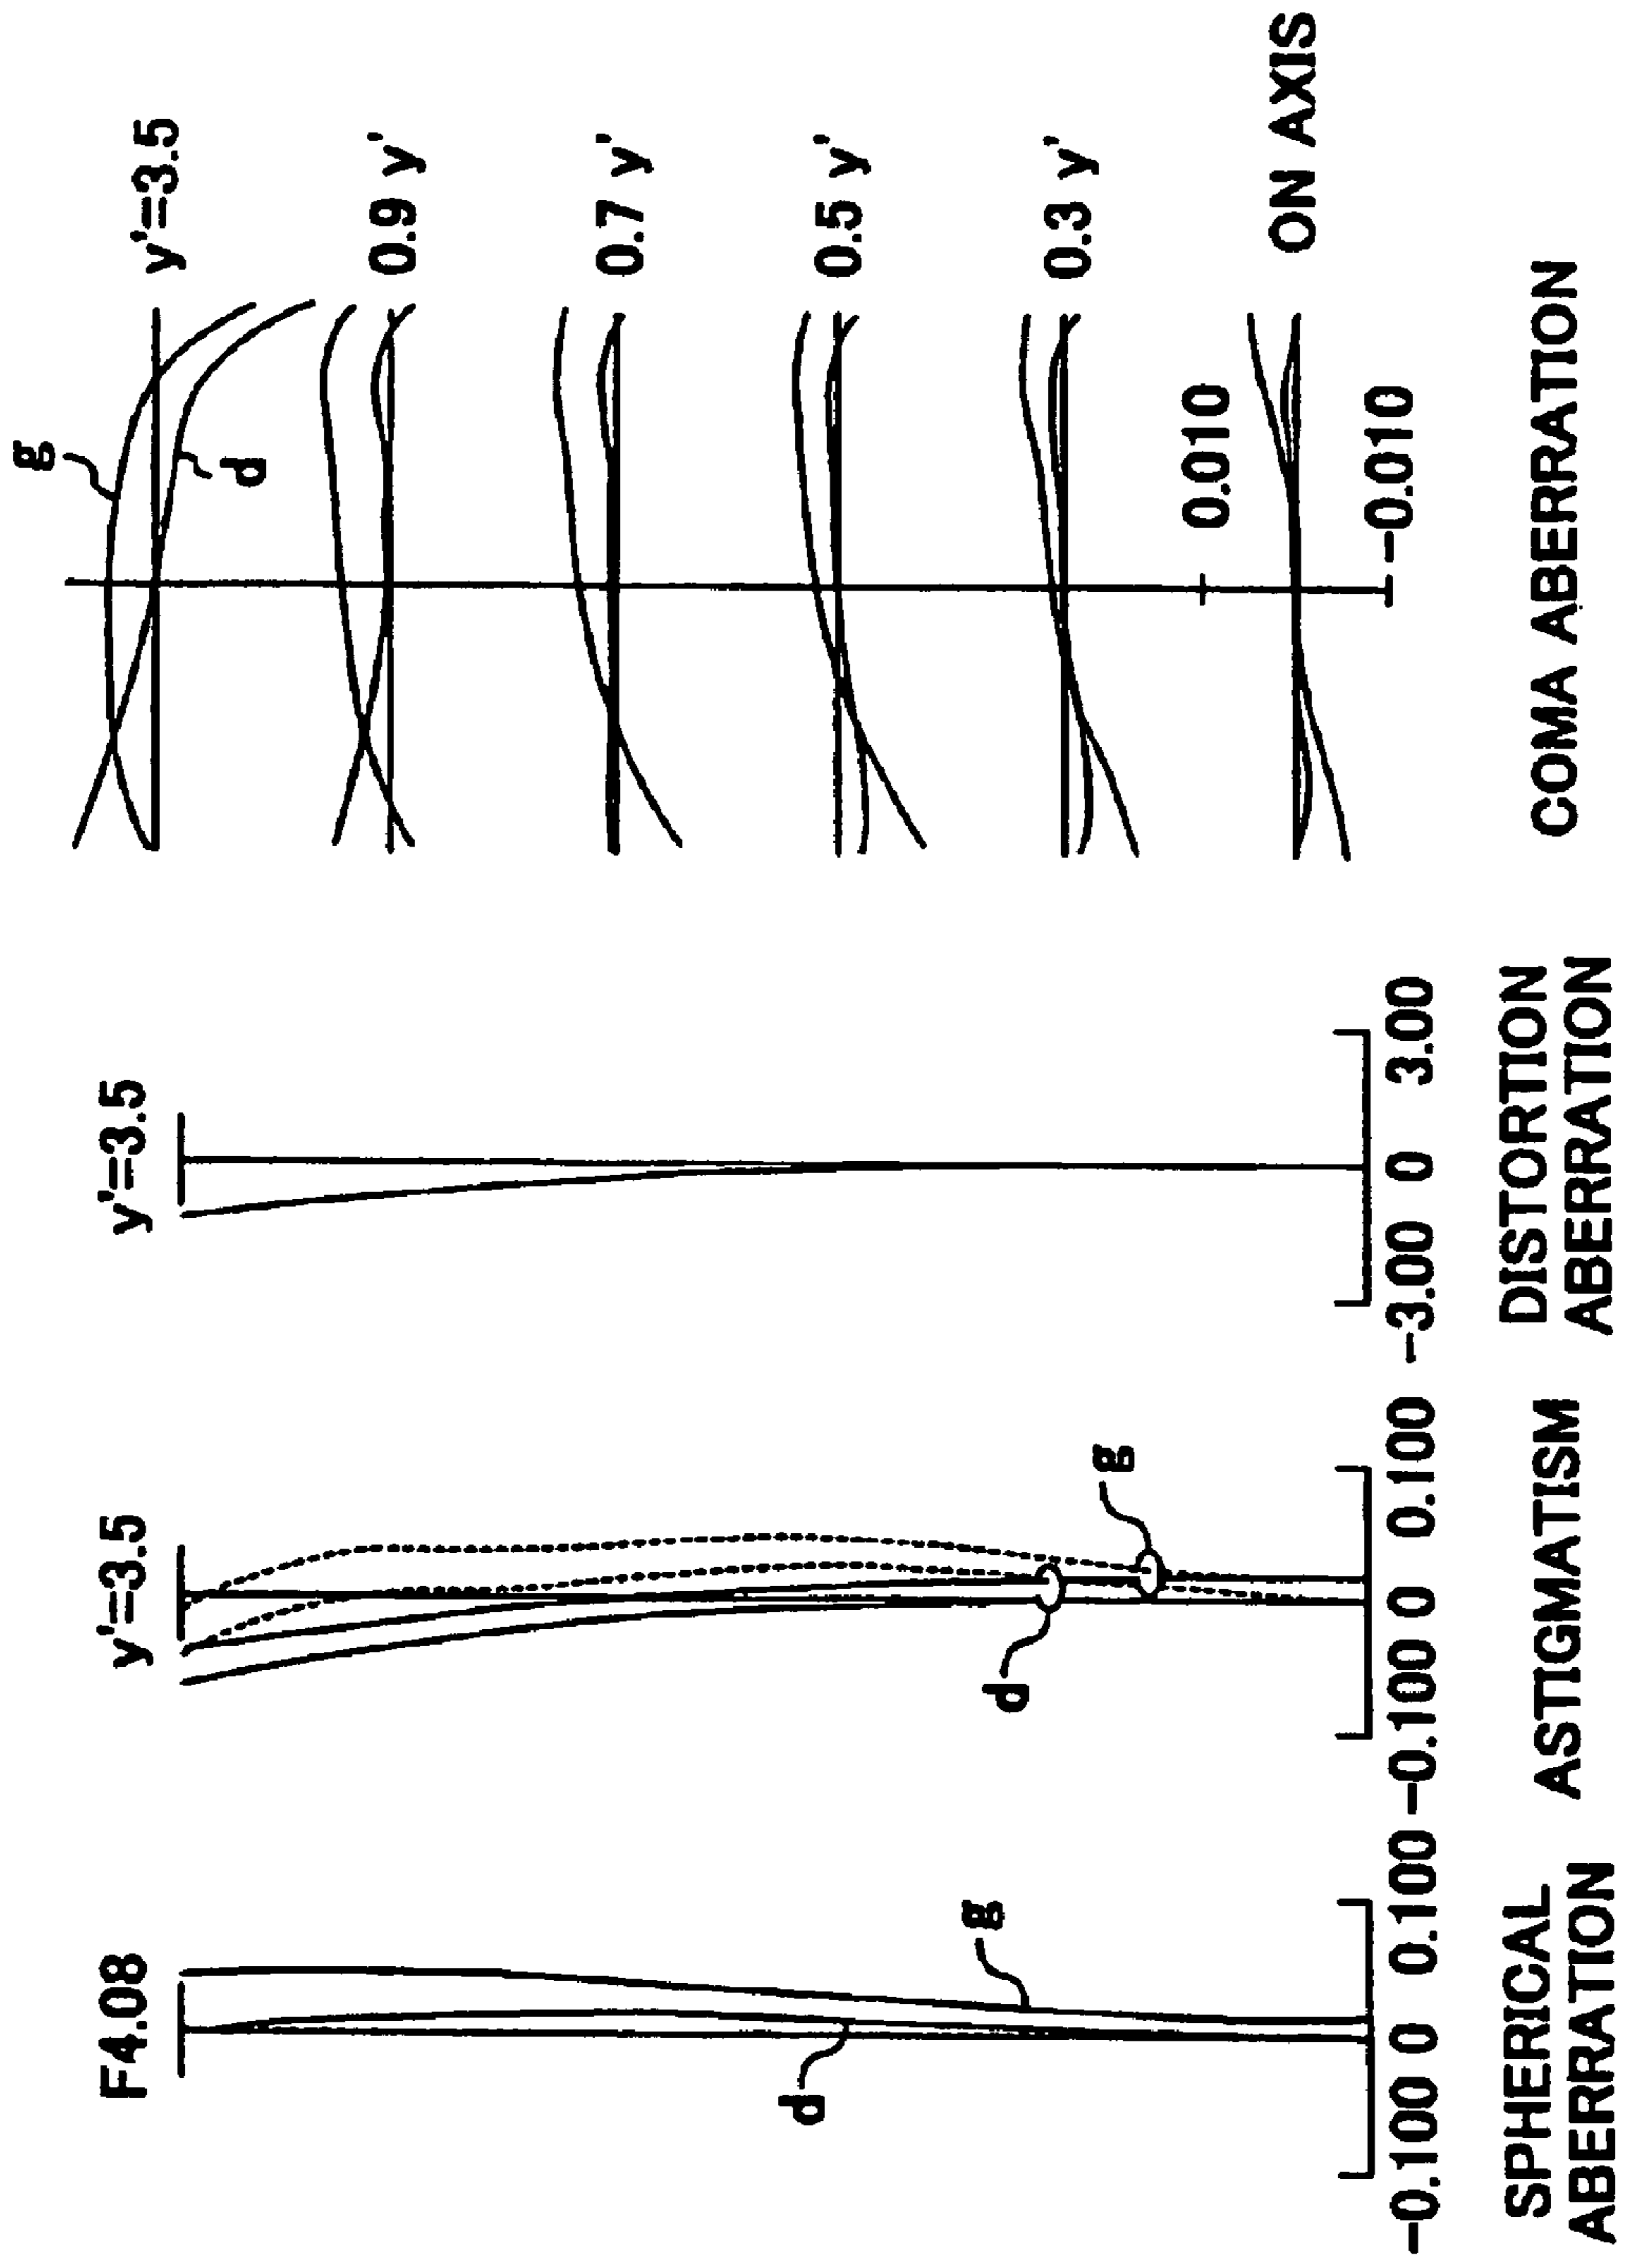 F4.08
d
g
-0.100 0 0.100
SPHERICAL
ABERRATION
y'=3.5
d
g
-0.100 0 0.100
ASTIGMATISM
y'=3.5
-3.00 0 3.00
DISTORTION
ABERRATION
g
d
y'=3.5
0.9 y'
0.7 y'
0.5 y'
0.3 y'
0.010
ON AXIS
-0.010
COMA ABERRATION